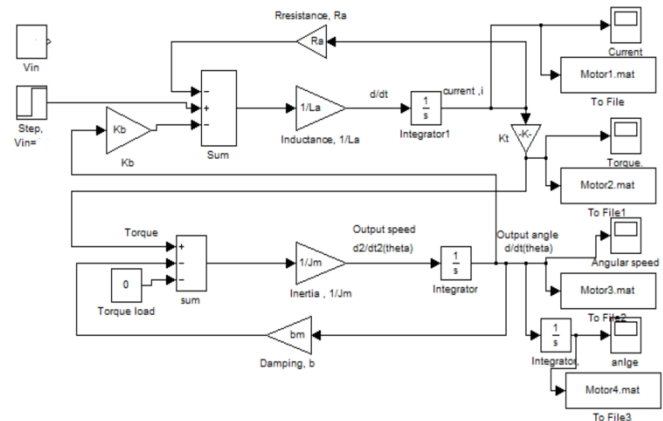 Rresistance, Ra
Ra
Current
Vin
Motor1.mat
To File
d/dt
current ,i
1/La
1
s
Integrator1
Inductance, 1/La
Step,
Vin=
Kb
Kb
Sum
Kt
-K-
Torque.
Motor2.mat
To File1
Torque
Output speed
d2/dt2(theta)
Output angle
d/dt(theta)
Angular speed
0
Torque load
sum
1/Jm
Inertia , 1/Jm
1
s
Integrator
Motor3.mat
To File2
bm
Damping, b
1
s
Integrator,
anlge
Motor4.mat
To File3